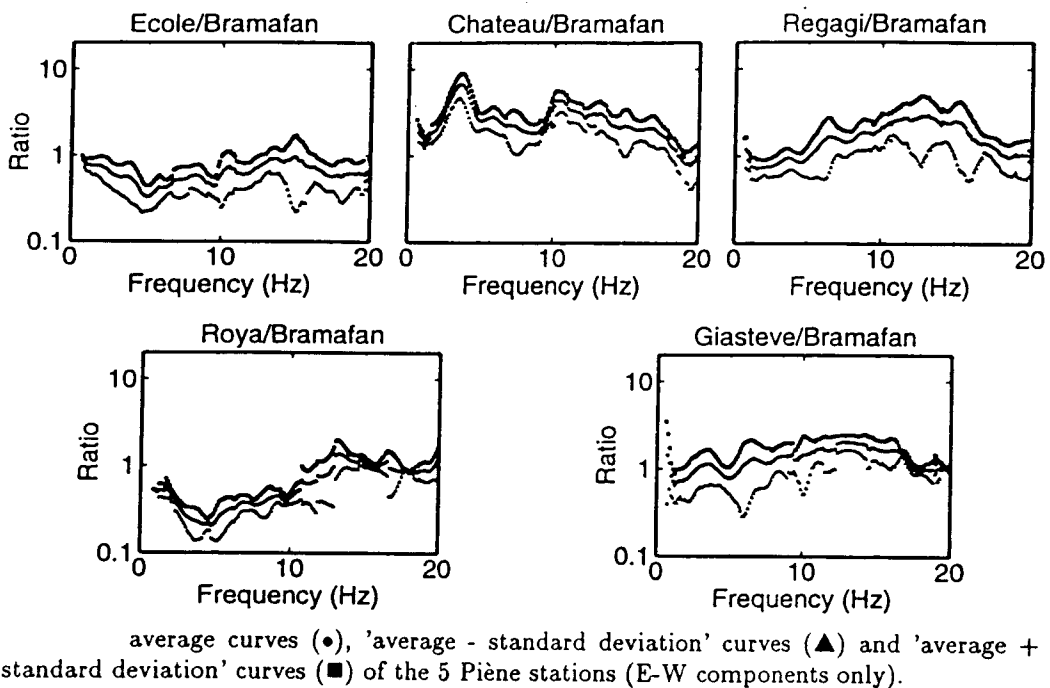 Ecole/Bramafan
Chateau/Bramafan
Regagi/Bramafan
Ratio
10
1
0.1
0
10
20
0
10
20
0
10
20
Frequency (Hz)
Frequency (Hz)
Frequency (Hz)
Roya/Bramafan
Giasteve/Bramafan
Ratio
10
1
0.1
0
10
20
Ratio
10
1
0.1
0
10
20
Frequency (Hz)
Frequency (Hz)
average curves (●), 'average - standard deviation' curves (▲) and 'average +
standard deviation' curves (■) of the 5 Piène stations (E-W components only).